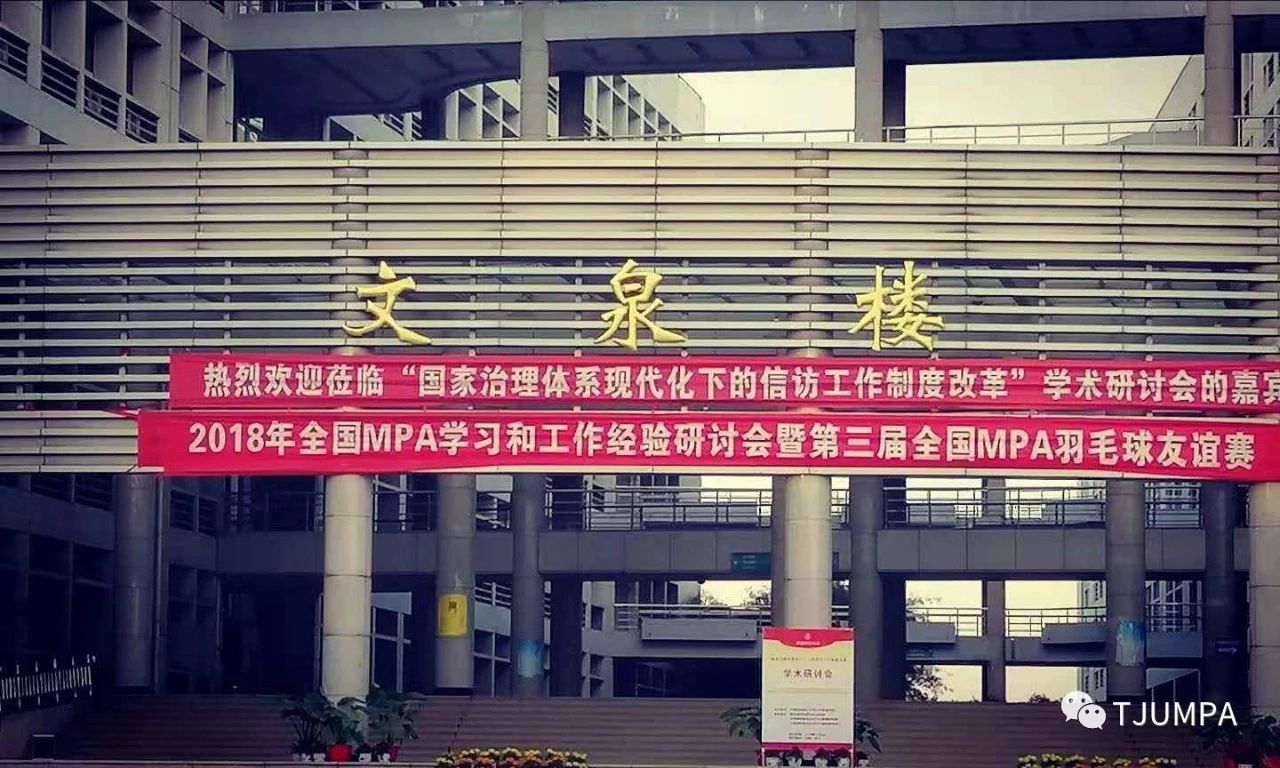 文泉楼
热烈欢迎莅临“国家治理体系现代化下的信访工作制度改革”学术研讨会的嘉宾
2018年全国MPA学习和工作经验研讨会暨第三届全国MPA羽毛球友谊赛
学术研讨会
TJUMPA